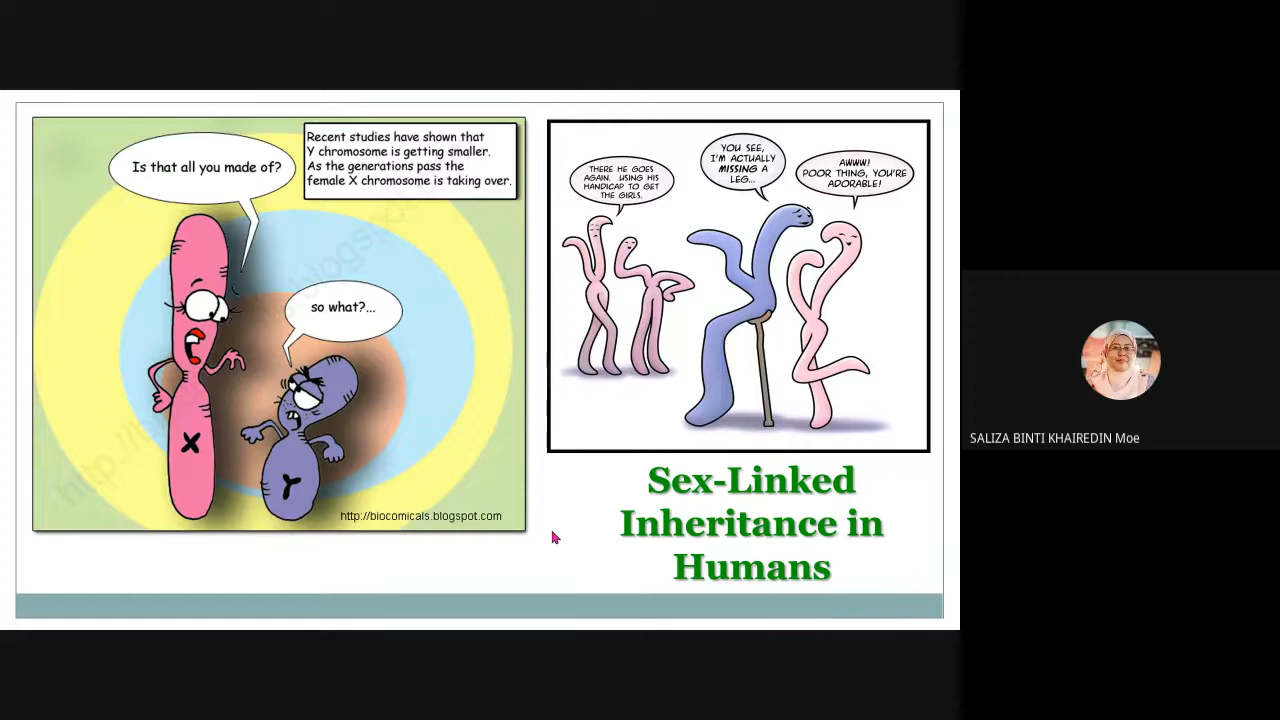 Is that all you made of?
Recent studies have shown that
Y chromosome is getting smaller.
As the generations pass the
female X chromosome is taking over.
so what?...
X
Y
http://biocomicals.blogspot.com
THERE HE GOES
AGAIN. USING HIS
HANDICAP TO GET
THE GIRLS.
YOU SEE,
I'M ACTUALLY
MISSING A
LEG...
AWWW!
POOR THING, YOU'RE
ADORABLE!
Sex-Linked
Inheritance in
Humans
SALIZA BINTI KHAIREDIN Moe